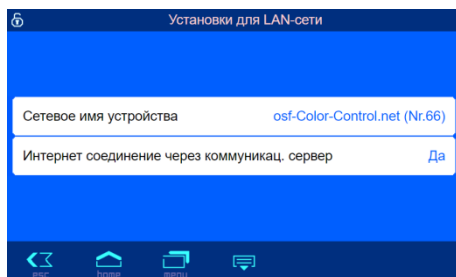 Установки для LAN-сети
Сетевое имя устройства osf-Color-Control.net (Nr.66)
Интернет соединение через коммуникац. сервер Да
esc home menu